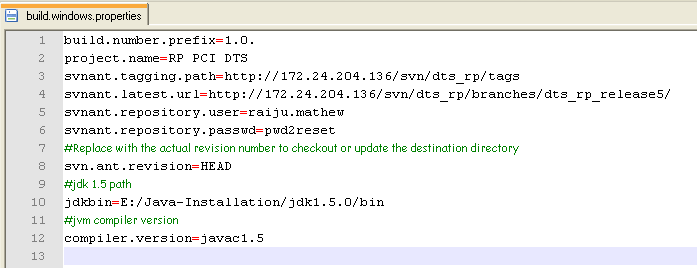 build.windows.properties
1 build.number.prefix=1.0.
2 project.name=RP PCI DTS
3 svnant.tagging.path=http://172.24.204.136/svn/dts_rp/tags
4 svnant.latest.url=http://172.24.204.136/svn/dts_rp/branches/dts_rp_release5/
5 svnant.repository.user=raiju.mathew
6 svnant.repository.passwd=pwd2reset
7 #Replace with the actual revision number to checkout or update the destination directory
8 svn.ant.revision=HEAD
9 #jdk 1.5 path
10 jdkbin=E:/Java-Installation/jdk1.5.0/bin
11 #jvm compiler version
12 compiler.version=javac1.5
13